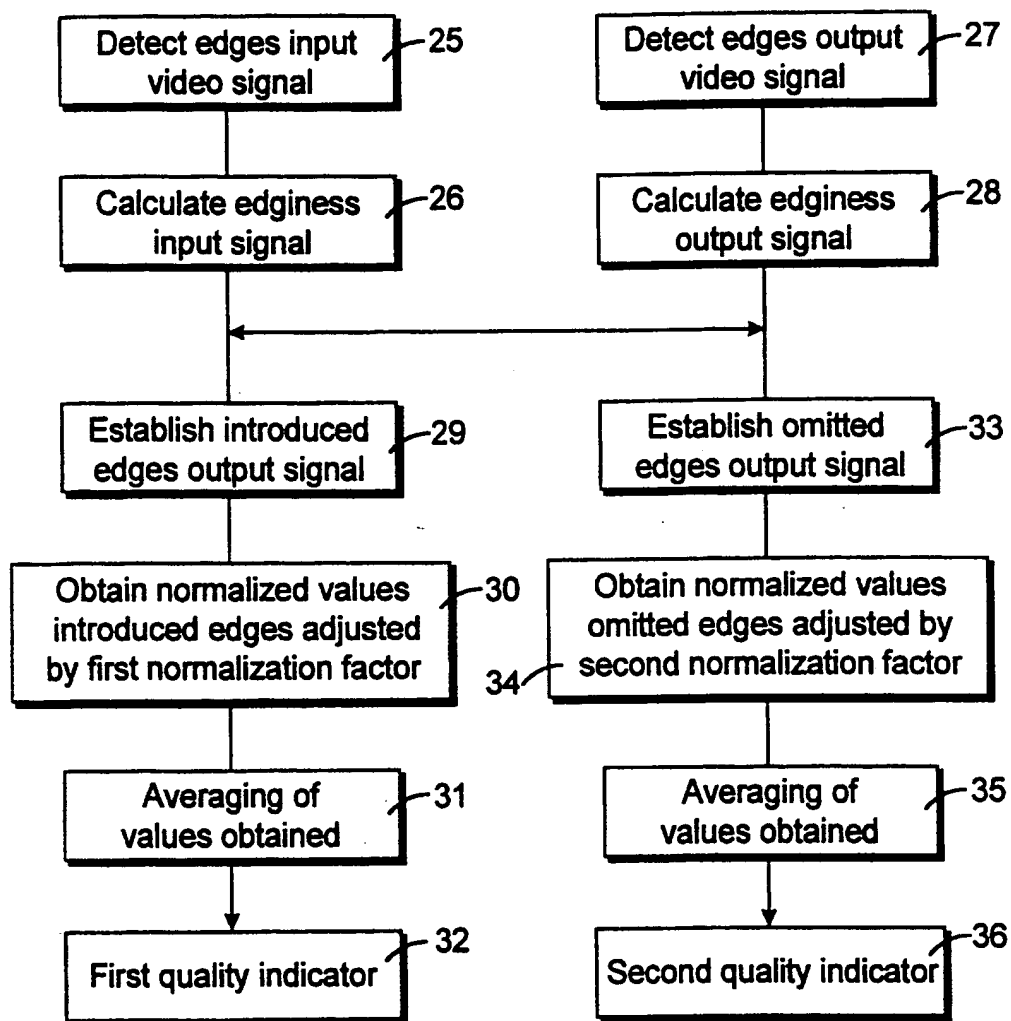 Detect edges input
video signal
25
Detect edges output
video signal
27
Calculate edginess
input signal
26
Calculate edginess
output signal
28
Establish introduced
edges output signal
29
Establish omitted
edges output signal
33
Obtain normalized values
introduced edges adjusted
by first normalization factor
30
Obtain normalized values
omitted edges adjusted by
second normalization factor
34
Averaging of
values obtained
31
Averaging of
values obtained
35
First quality indicator
32
Second quality indicator
36